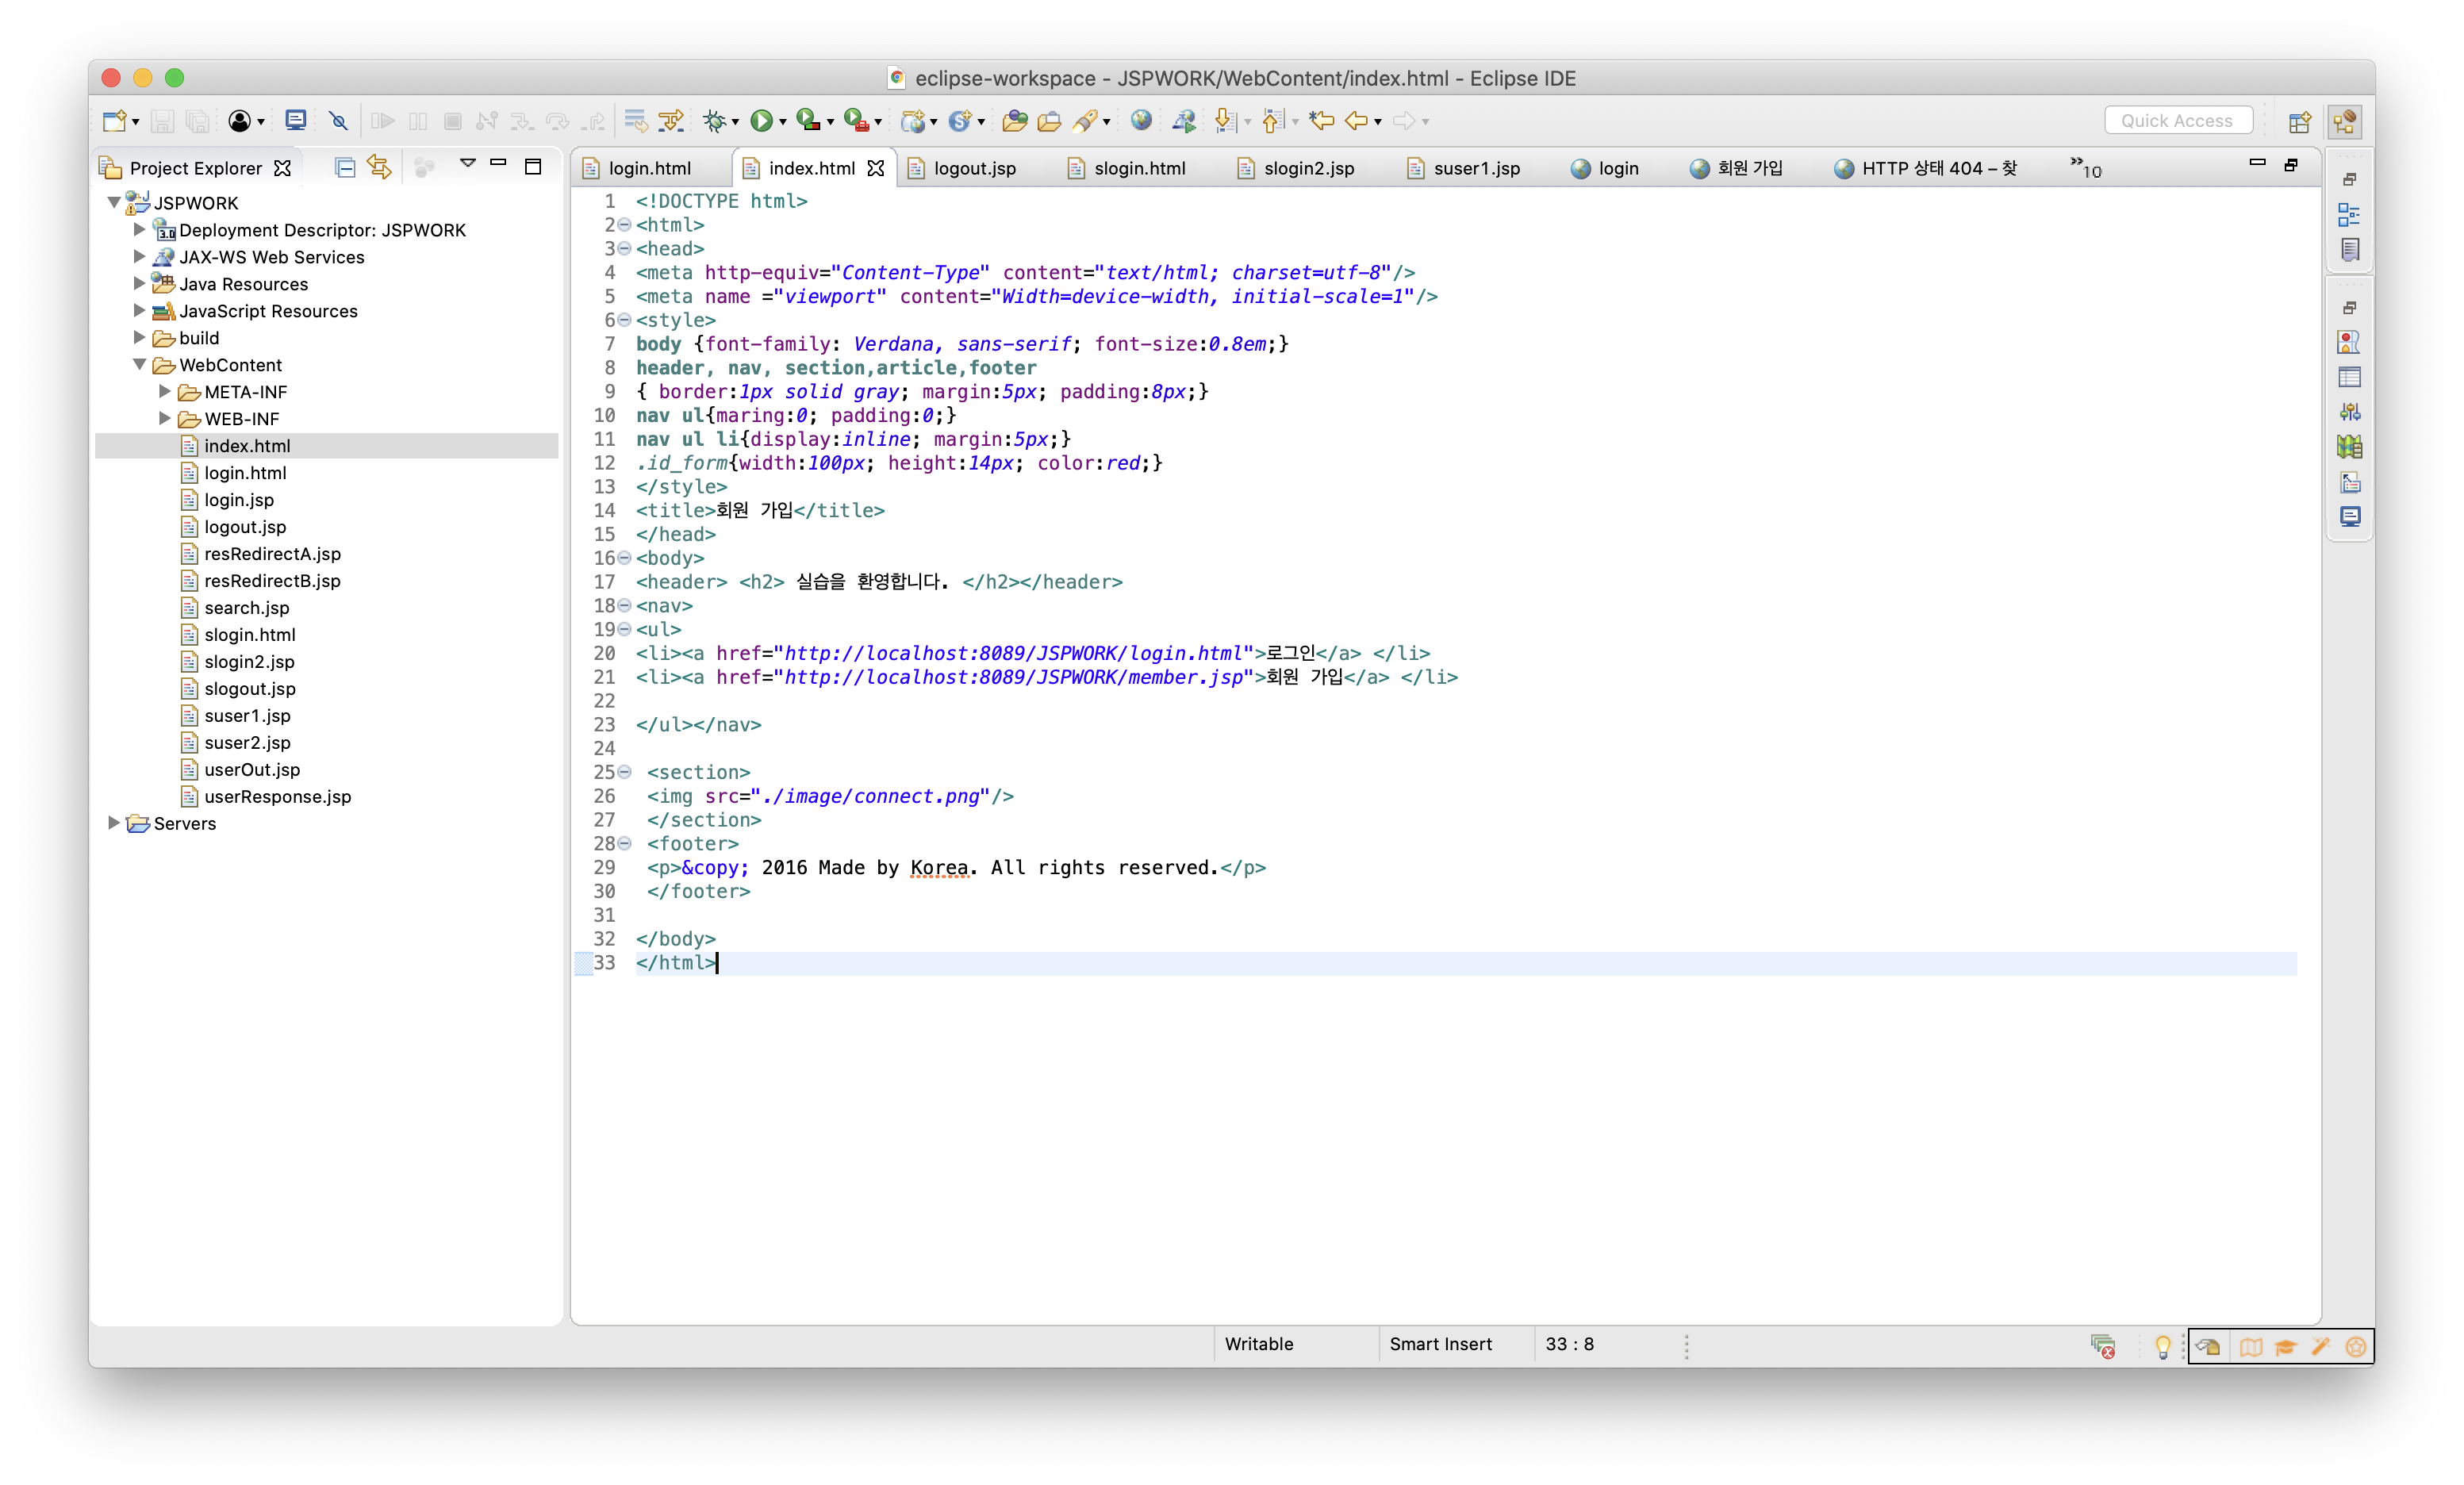 eclipse-workspace - JSPWORK/WebContent/index.html - Eclipse IDE
Quick Access
Project Explorer
login.html
index.html
logout.jsp
slogin.html
slogin2.jsp
suser1.jsp
login
회원 가입
HTTP 상태 404 – 찾
»10
JSPWORK
3.0 Deployment Descriptor: JSPWORK
JAX-WS Web Services
Java Resources
JavaScript Resources
build
WebContent
META-INF
WEB-INF
index.html
login.html
login.jsp
logout.jsp
resRedirectA.jsp
resRedirectB.jsp
search.jsp
slogin.html
slogin2.jsp
slogout.jsp
suser1.jsp
suser2.jsp
userOut.jsp
userResponse.jsp
Servers
1 <!DOCTYPE html>
2 <html>
3 <head>
4 <meta http-equiv="Content-Type" content="text/html; charset=utf-8"/>
5 <meta name ="viewport" content="Width=device-width, initial-scale=1"/>
6 <style>
7 body {font-family: Verdana, sans-serif; font-size:0.8em;}
8 header, nav, section,article,footer
9 { border:1px solid gray; margin:5px; padding:8px;}
10 nav ul{maring:0; padding:0;}
11 nav ul li{display:inline; margin:5px;}
12 .id_form{width:100px; height:14px; color:red;}
13 </style>
14 <title>회원 가입</title>
15 </head>
16 <body>
17 <header> <h2> 실습을 환영합니다. </h2></header>
18 <nav>
19 <ul>
20 <li><a href="http://localhost:8089/JSPWORK/login.html">로그인</a> </li>
21 <li><a href="http://localhost:8089/JSPWORK/member.jsp">회원 가입</a> </li>
22
23 </ul></nav>
24
25 <section>
26 <img src="./image/connect.png"/>
27 </section>
28 <footer>
29 <p>&copy; 2016 Made by Korea. All rights reserved.</p>
30 </footer>
31
32 </body>
33 </html>
Writable
Smart Insert
33 : 8